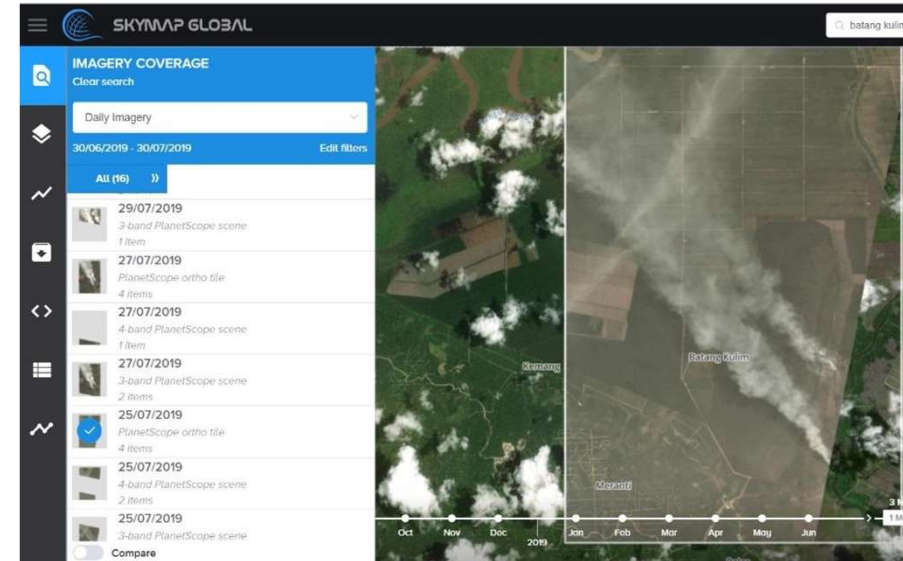 SKYMAP GLOBAL
batang kulim
IMAGERY COVERAGE
Clear search
Daily Imagery
30/06/2019 - 30/07/2019
Edit filters
All (16)
29/07/2019
3-band PlanetScope scene
1 item
27/07/2019
PlanetScope ortho tile
4 items
27/07/2019
4-band PlanetScope scene
1 item
27/07/2019
3-band PlanetScope scene
2 items
25/07/2019
PlanetScope ortho tile
4 items
25/07/2019
4-band PlanetScope scene
2 items
25/07/2019
3-band PlanetScope scene
Compare
Kemang
Batang Kulim
Meranti
3 M
1 M
Oct Nov Dec Jan Feb Mar Apr May Jun
2019